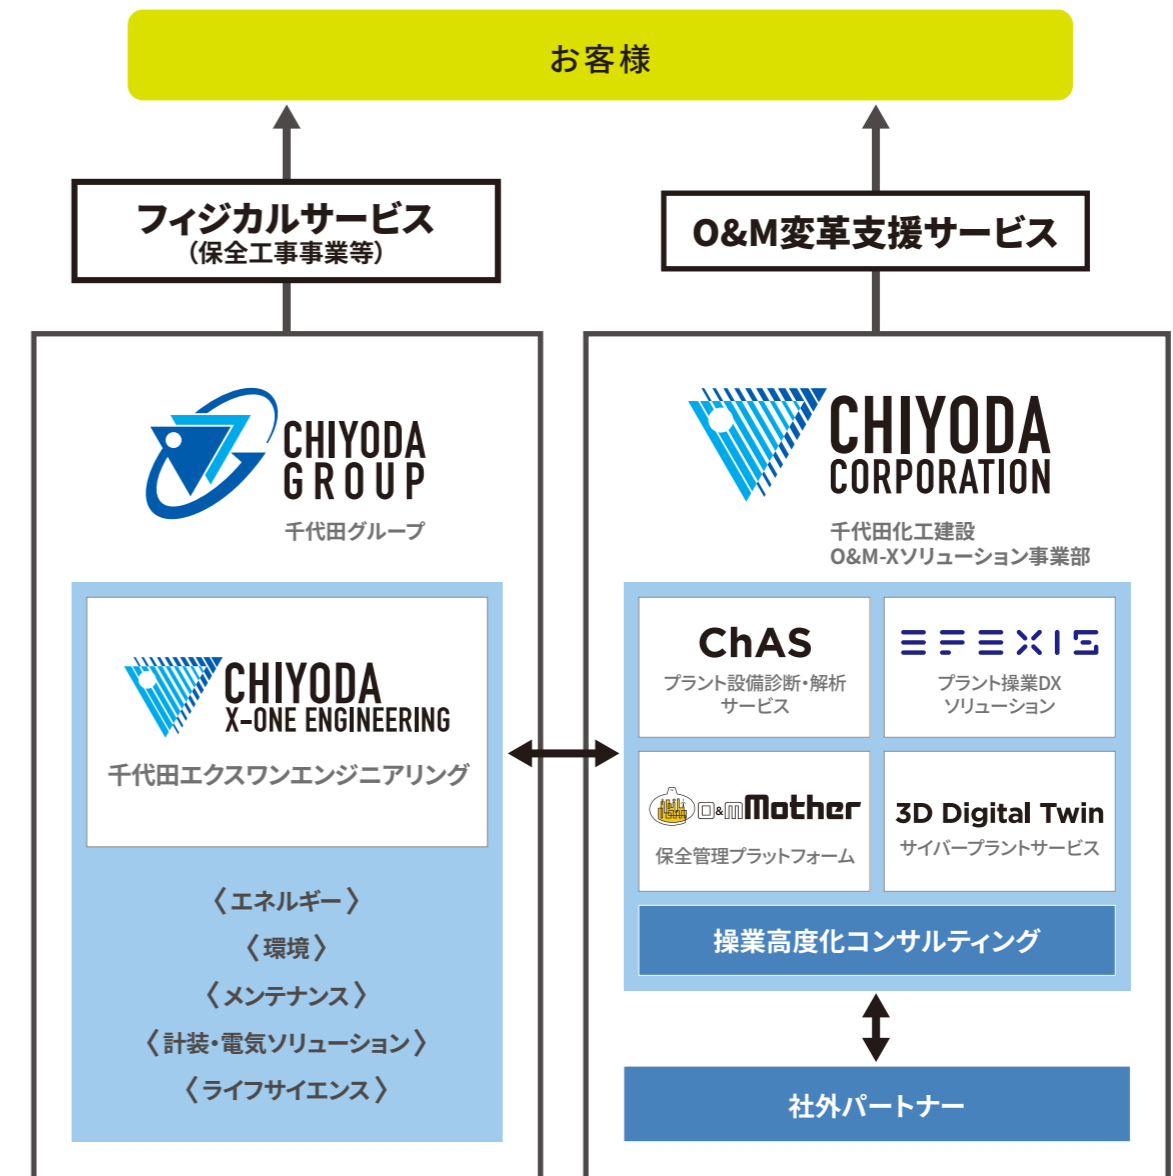 お客様
フィジカルサービス
（保全工事事業等）
O&M変革支援サービス
CHIYODA
GROUP
千代田グループ
CHIYODA
X-ONE ENGINEERING
千代田エクスワンエンジニアリング
〈エネルギー〉
〈環境〉
〈メンテナンス〉
〈計装・電気ソリューション〉
〈ライフサイエンス〉
CHIYODA
CORPORATION
千代田化工建設
O&M-Xソリューション事業部
ChAS
プラント設備診断・解析
サービス
EFEXIS
プラント操業DX
ソリューション
O&M Mother
保全管理プラットフォーム
3D Digital Twin
サイバープラントサービス
操業高度化コンサルティング
社外パートナー